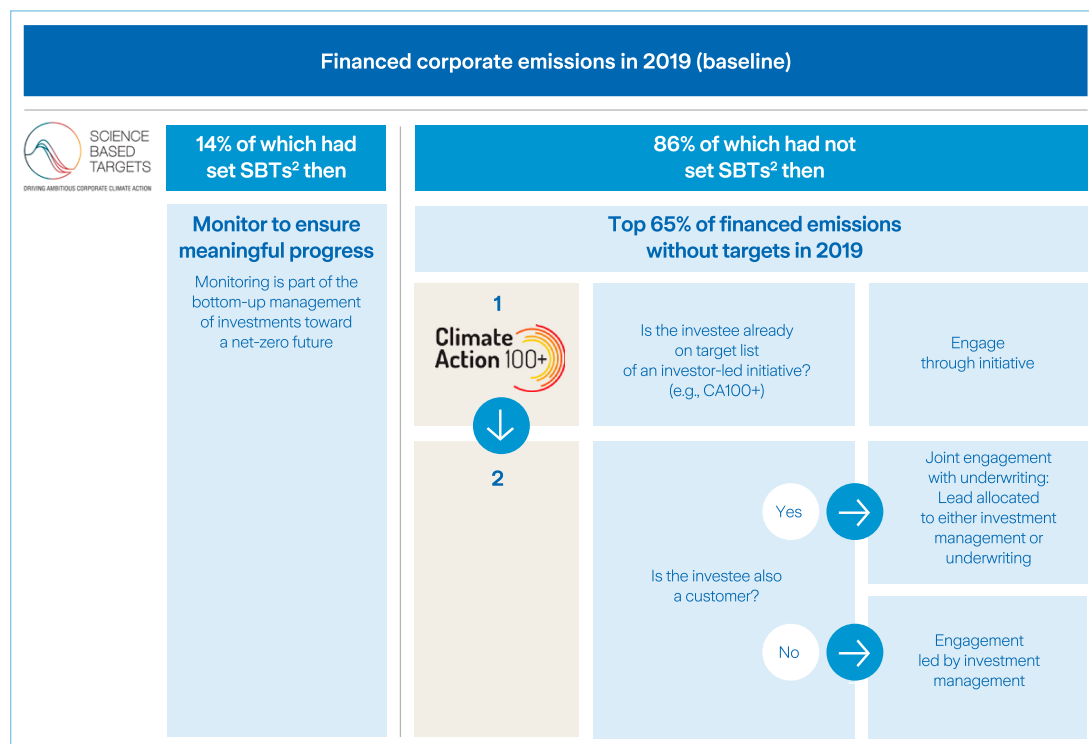 Financed corporate emissions in 2019 (baseline)
SCIENCE
BASED
TARGETS
DRIVING AMBITIOUS CORPORATE CLIMATE ACTION
14% of which had
set SBTs² then
86% of which had not
set SBTs² then
Monitor to ensure
meaningful progress
Monitoring is part of the
bottom-up management
of investments toward
a net-zero future
Top 65% of financed emissions
without targets in 2019
1
Climate
Action 100+
Is the investee already
on target list
of an investor-led initiative?
(e.g., CA100+)
Engage
through initiative
2
Is the investee also
a customer?
Yes
Joint engagement
with underwriting:
Lead allocated
to either investment
management or
underwriting
No
Engagement
led by investment
management